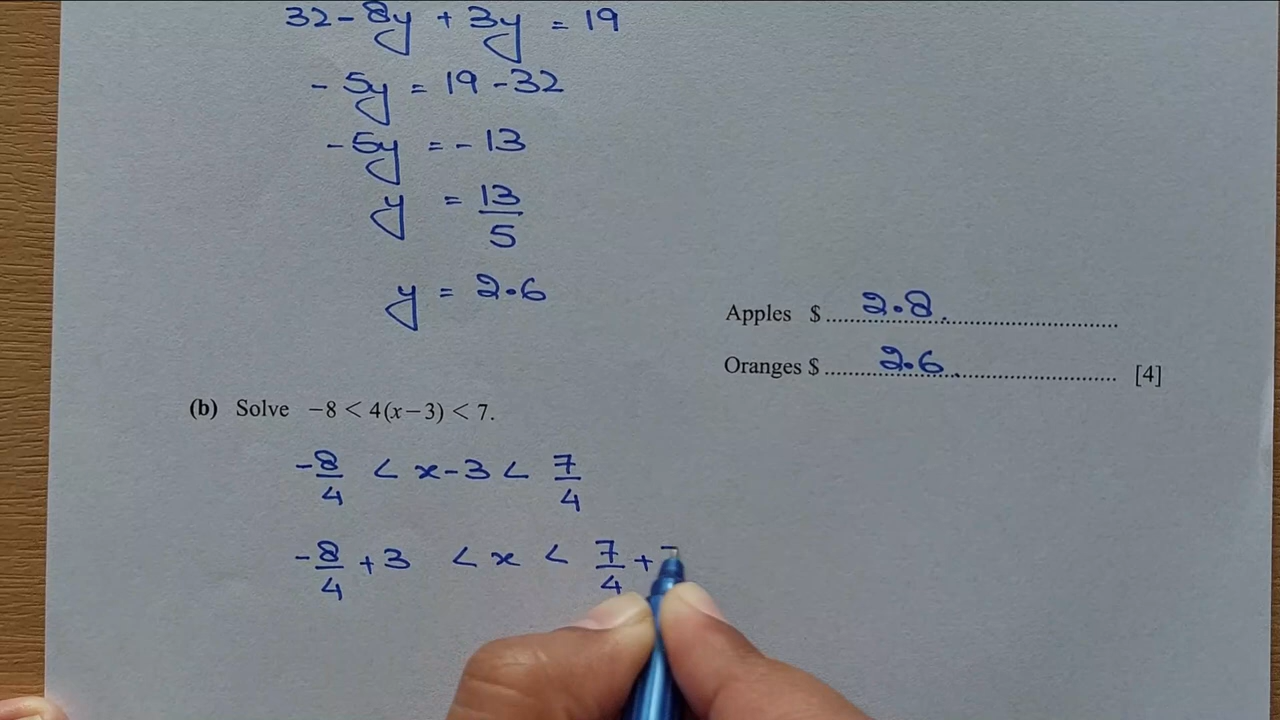 32 - 8y + 3y = 19
- 5y = 19 - 32
- 5y = - 13
y = 13/5
y = 2.6
Apples $ 2.8
Oranges $ 2.6 [4]
(b) Solve −8 < 4(x−3) < 7.
-8/4 < x - 3 < 7/4
-8/4 + 3 < x < 7/4 +